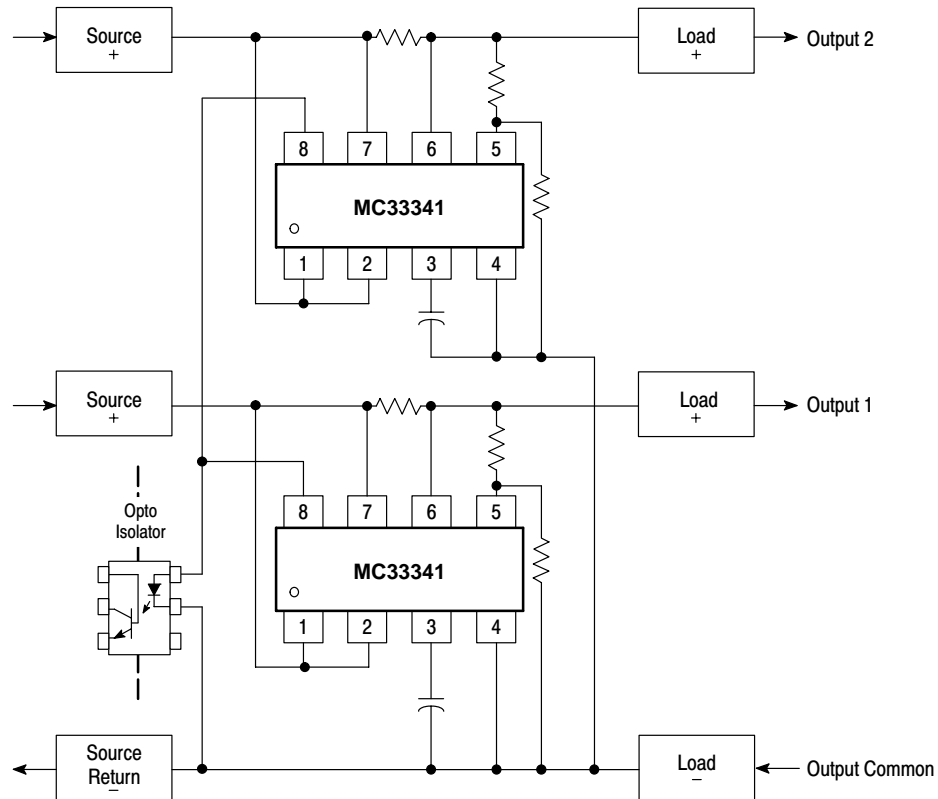 Source
+
Load
+
Output 2
8
7
6
5
MC33341
1
2
3
4
Source
+
Load
+
Output 1
Opto
Isolator
8
7
6
5
MC33341
1
2
3
4
Source
Return
–
Load
–
Output Common